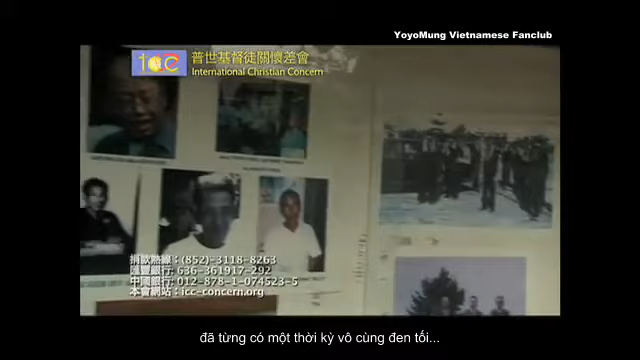 YoyoMung Vietnamese Fanclub
icc
普世基督徒關懷差會
International Christian Concern
捐款熱線：(852)-3118-8263
匯豐銀行: 636-361917-292
中國銀行: 012-878-1-074523-5
本會網站：icc-concern.org
đã từng có một thời kỳ vô cùng đen tối...